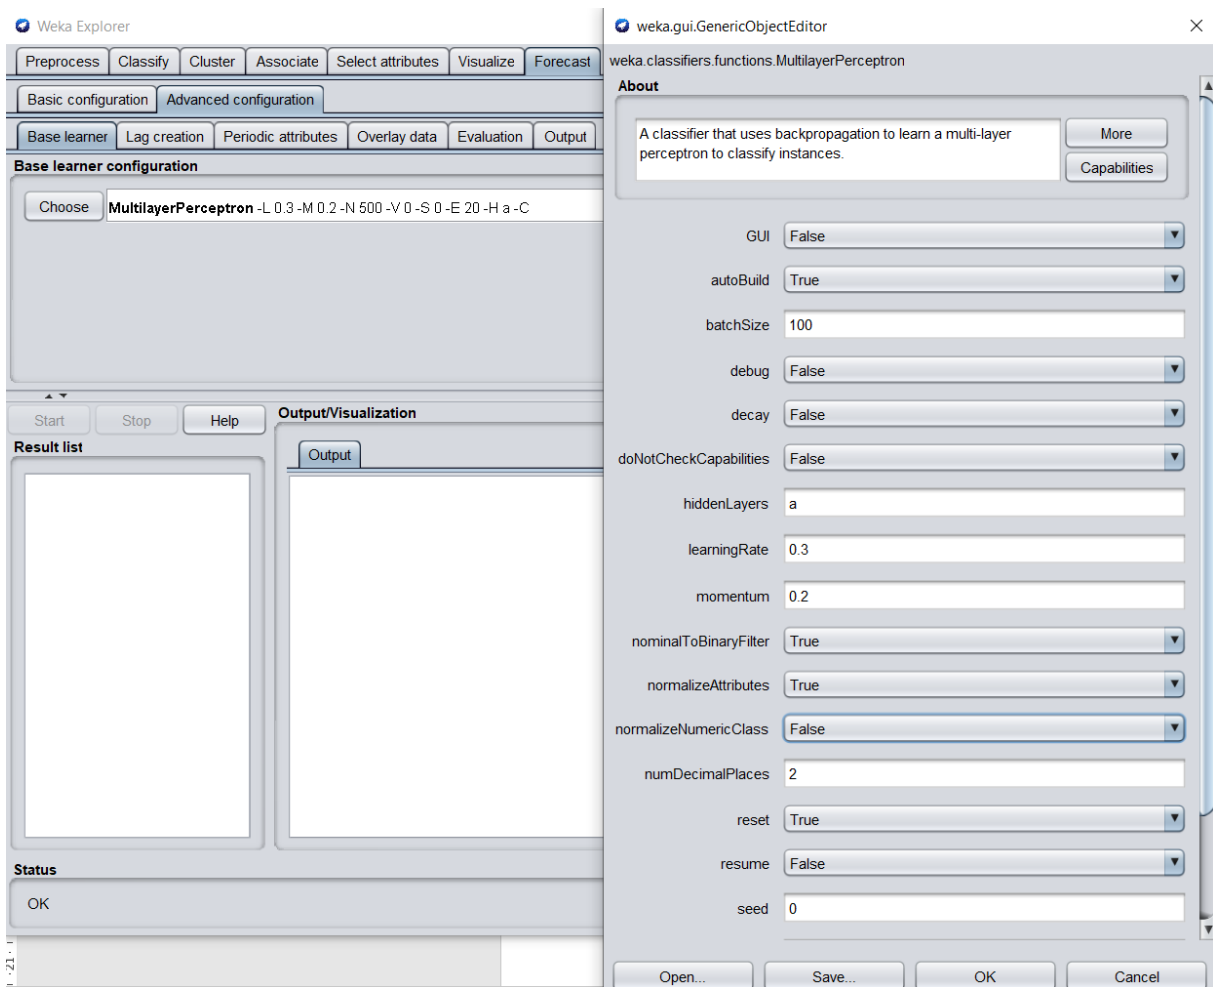 Weka Explorer
Preprocess Classify Cluster Associate Select attributes Visualize Forecast
Basic configuration Advanced configuration
Base learner Lag creation Periodic attributes Overlay data Evaluation Output
Base learner configuration
Choose MultilayerPerceptron -L 0.3 -M 0.2 -N 500 -V 0 -S 0 -E 20 -H a -C
Start Stop Help
Result list
Output/Visualization
Output
Status
OK
21
weka.gui.GenericObjectEditor
weka.classifiers.functions.MultilayerPerceptron
About
A classifier that uses backpropagation to learn a multi-layer
perceptron to classify instances.
More
Capabilities
GUI False
autoBuild True
batchSize 100
debug False
decay False
doNotCheckCapabilities False
hiddenLayers a
learningRate 0.3
momentum 0.2
nominalToBinaryFilter True
normalizeAttributes True
normalizeNumericClass False
numDecimalPlaces 2
reset True
resume False
seed 0
Open... Save... OK Cancel